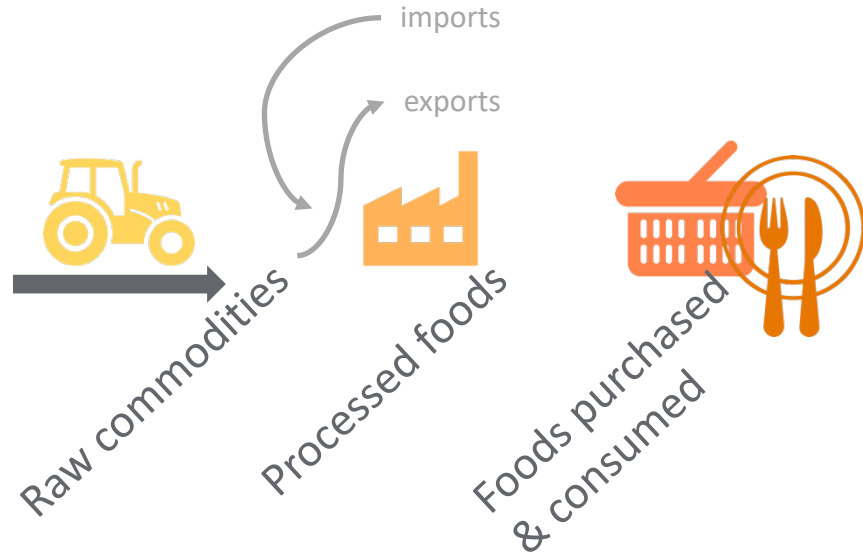 imports
exports
Raw commodities
Processed foods
Foods purchased
& consumed